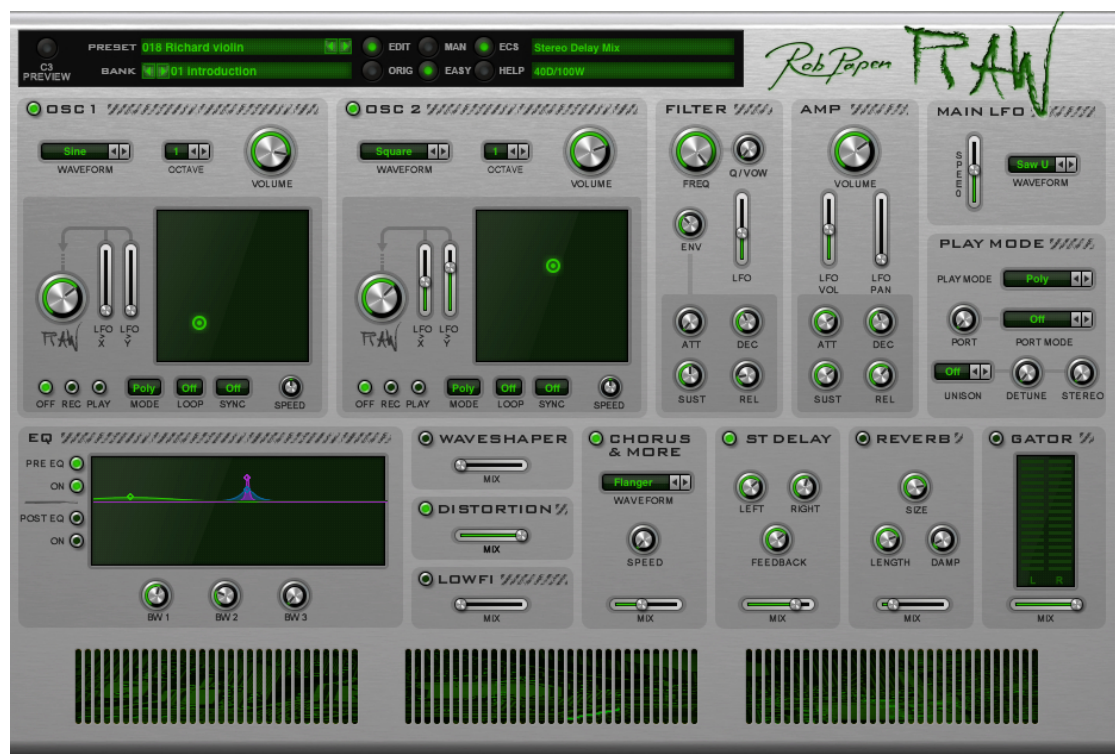 C3
PREVIEW
PRESET 018 Richard violin
BANK 01 Introduction
EDIT MAN ECS Stereo Delay Mix
ORIG EASY HELP 40D/100W
Rob Papen
RAW
OSC 1
Sine 1
WAVEFORM OCTAVE VOLUME
RAW
LFO > X
LFO > Y
Poly Off Off
OFF REC PLAY MODE LOOP SYNC SPEED
OSC 2
Square 1
WAVEFORM OCTAVE VOLUME
RAW
LFO > X
LFO > Y
Poly Off Off
OFF REC PLAY MODE LOOP SYNC SPEED
FILTER
FREQ Q/VOW
ENV
LFO
ATT DEC
SUST REL
AMP
VOLUME
LFO VOL
LFO PAN
ATT DEC
SUST REL
MAIN LFO
SPEED
Saw U
WAVEFORM
PLAY MODE
PLAY MODE Poly
Off
PORT PORT MODE
Off
UNISON DETUNE STEREO
EQ
PRE EQ
ON
POST EQ
ON
BW 1 BW 2 BW 3
WAVESHAPER
MIX
DISTORTION
MIX
LOWFI
MIX
CHORUS
& MORE
Flanger
WAVEFORM
SPEED
MIX
ST DELAY
LEFT RIGHT
FEEDBACK
MIX
REVERB
SIZE
LENGTH DAMP
MIX
GATOR
L R
MIX